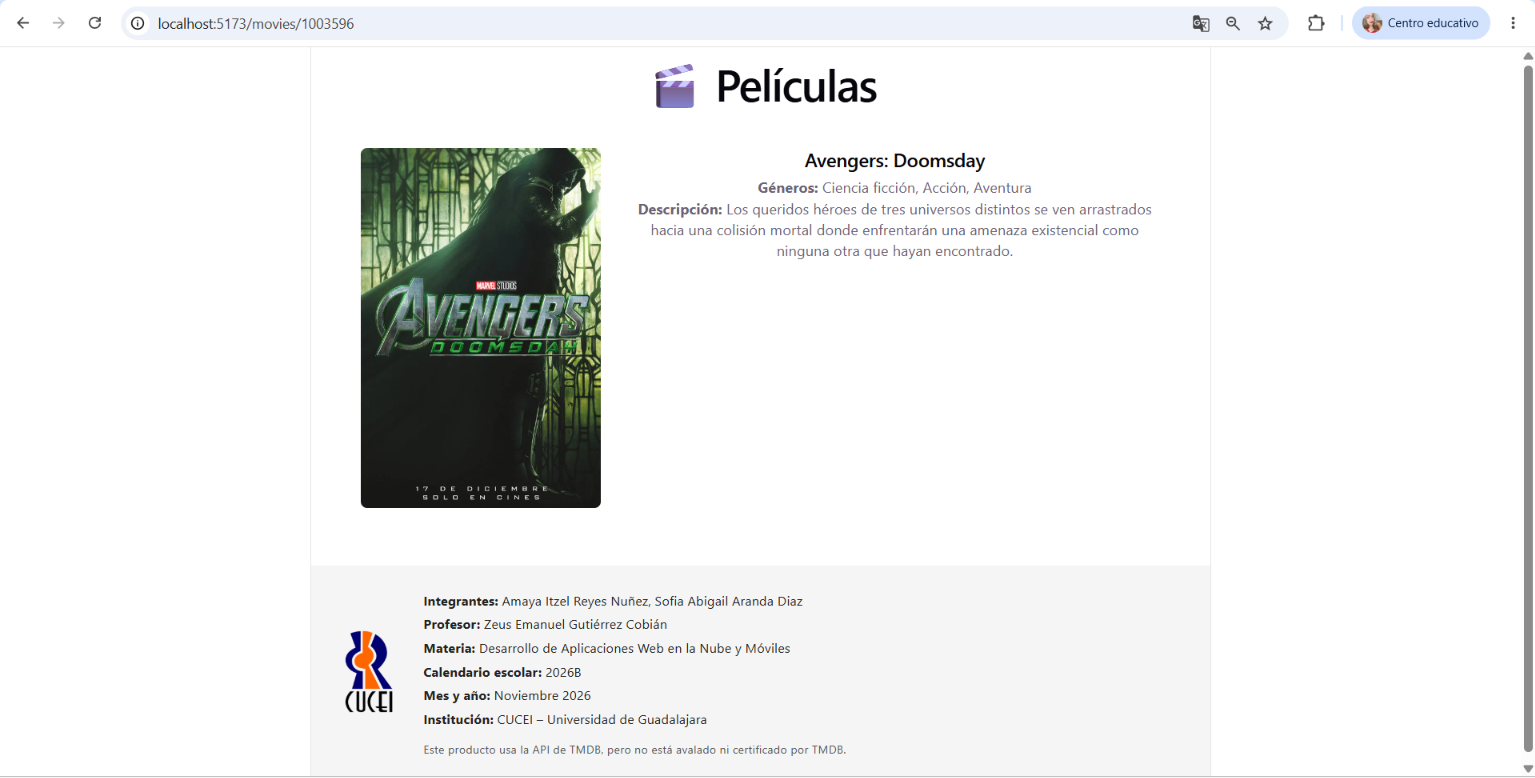 localhost:5173/movies/1003596
Centro educativo
Películas
MARVEL STUDIOS
AVENGERS
DOOMSDAY
17 DE DICIEMBRE
SOLO EN CINES
Avengers: Doomsday
Géneros: Ciencia ficción, Acción, Aventura
Descripción: Los queridos héroes de tres universos distintos se ven arrastrados
hacia una colisión mortal donde enfrentarán una amenaza existencial como
ninguna otra que hayan encontrado.
CUCEI
Integrantes: Amaya Itzel Reyes Nuñez, Sofia Abigail Aranda Diaz
Profesor: Zeus Emanuel Gutiérrez Cobián
Materia: Desarrollo de Aplicaciones Web en la Nube y Móviles
Calendario escolar: 2026B
Mes y año: Noviembre 2026
Institución: CUCEI – Universidad de Guadalajara
Este producto usa la API de TMDB, pero no está avalado ni certificado por TMDB.